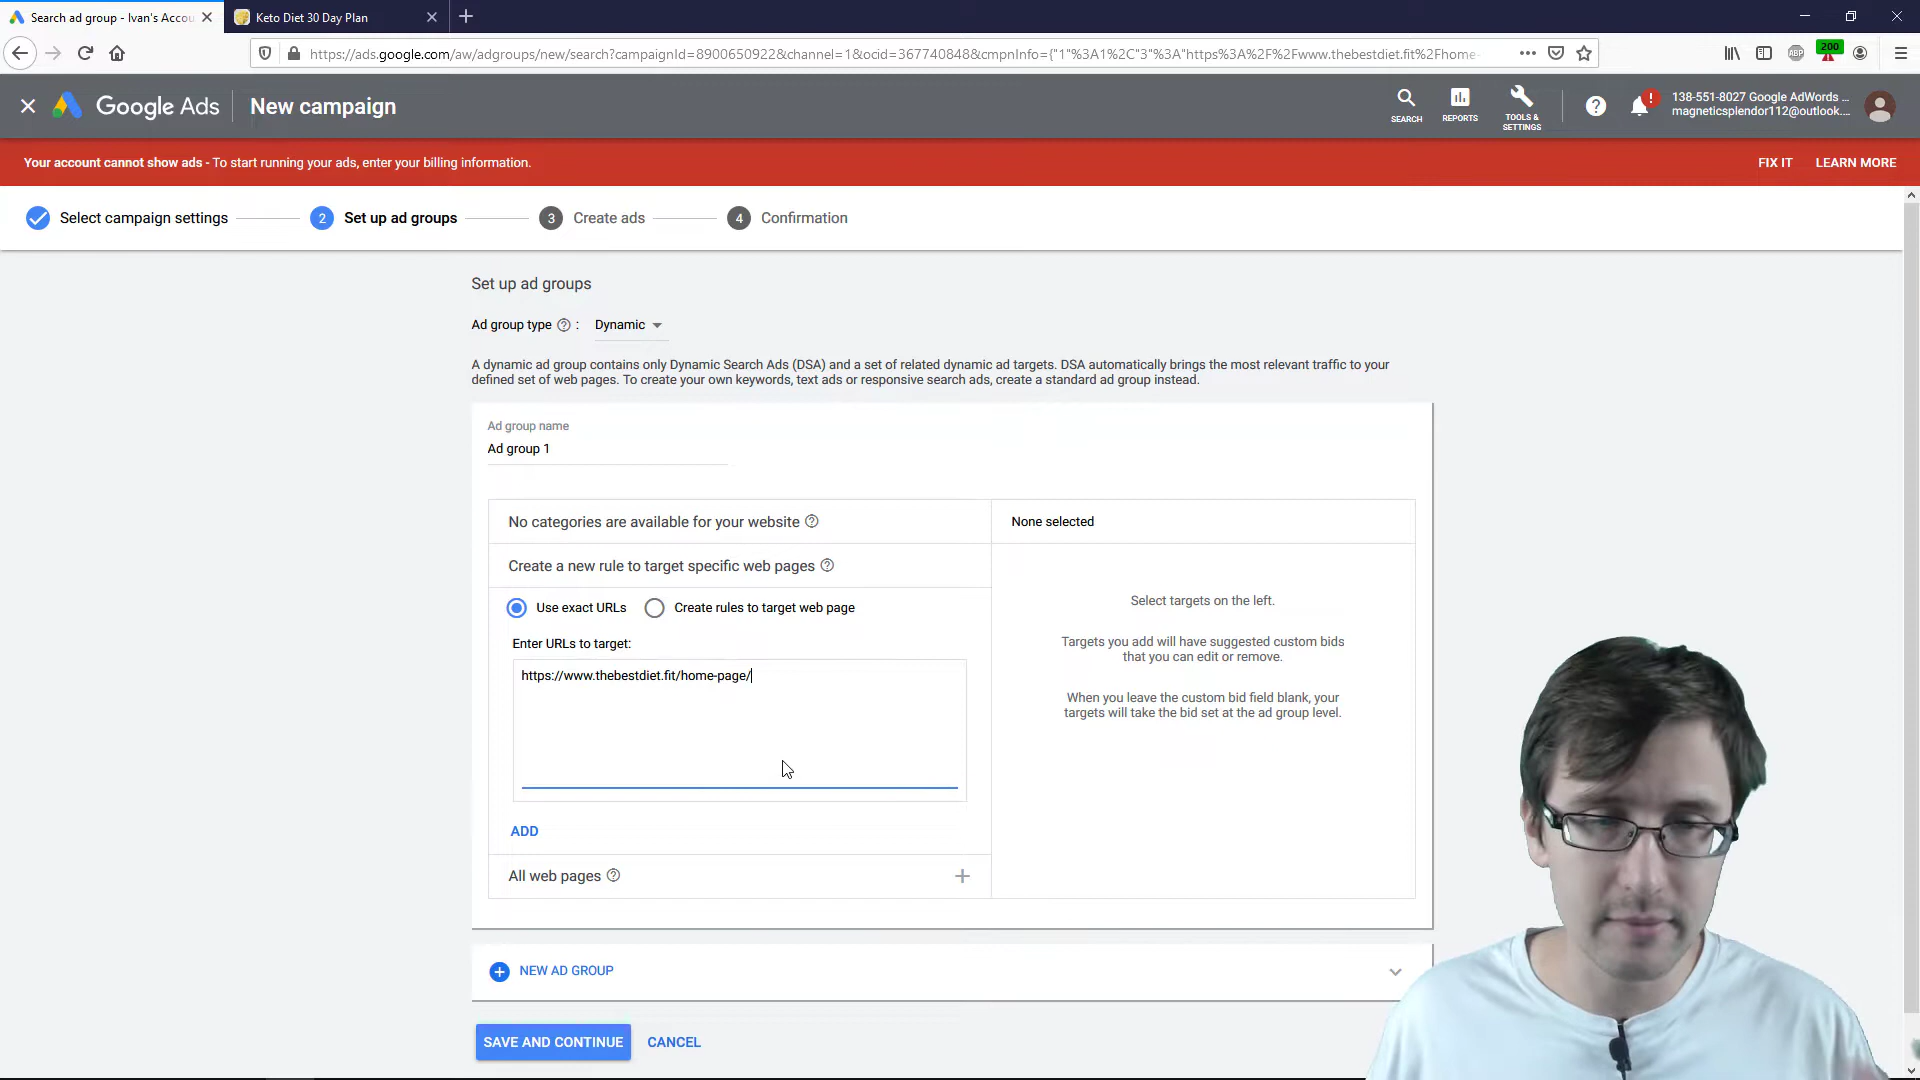 Search ad group - Ivan's Accou
Keto Diet 30 Day Plan
https://ads.google.com/aw/adgroups/new/search?campaignId=8900650922&channel=1&ocid=367740848&cmpnInfo={"1"%3A1%2C"3"%3A"https%3A%2F%2Fwww.thebestdiet.fit%2Fhome-
ABP
200
Google Ads
New campaign
SEARCH
REPORTS
TOOLS &
SETTINGS
138-551-8027 Google AdWords ...
magneticsplendor112@outlook....
Your account cannot show ads - To start running your ads, enter your billing information.
FIX IT
LEARN MORE
Select campaign settings
2 Set up ad groups
3 Create ads
4 Confirmation
Set up ad groups
Ad group type ? : Dynamic
A dynamic ad group contains only Dynamic Search Ads (DSA) and a set of related dynamic ad targets. DSA automatically brings the most relevant traffic to your
defined set of web pages. To create your own keywords, text ads or responsive search ads, create a standard ad group instead.
Ad group name
Ad group 1
No categories are available for your website ?
None selected
Create a new rule to target specific web pages ?
Use exact URLs
Create rules to target web page
Enter URLs to target:
https://www.thebestdiet.fit/home-page/
ADD
All web pages ?
Select targets on the left.
Targets you add will have suggested custom bids
that you can edit or remove.
When you leave the custom bid field blank, your
targets will take the bid set at the ad group level.
NEW AD GROUP
SAVE AND CONTINUE
CANCEL